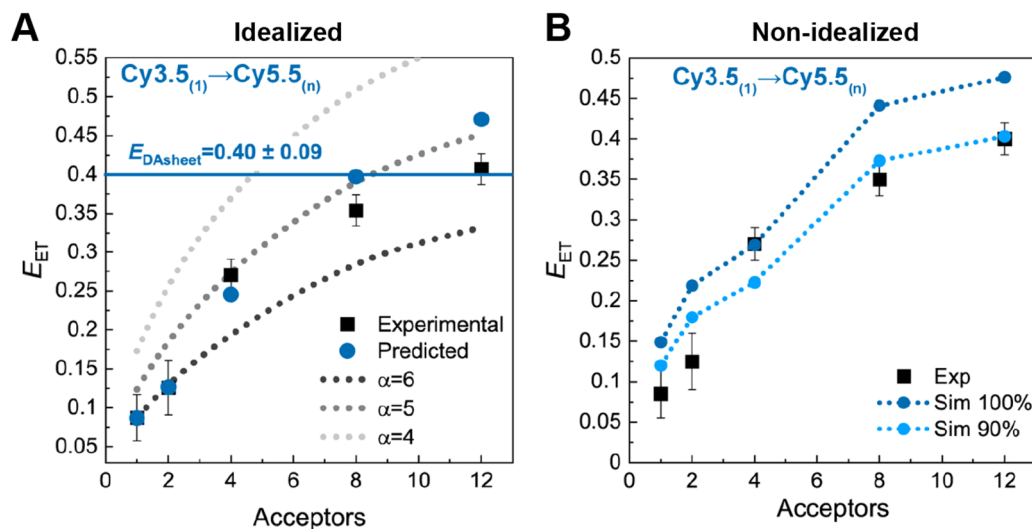 A
Idealized
Cy3.5(1)→Cy5.5(n)
EDAsheet=0.40 ± 0.09
EET
0.55
0.5
0.45
0.4
0.35
0.3
0.25
0.2
0.15
0.1
0.05
Experimental
Predicted
α=6
α=5
α=4
0 2 4 6 8 10 12
Acceptors
B
Non-idealized
Cy3.5(1)→Cy5.5(n)
EET
0.5
0.45
0.4
0.35
0.3
0.25
0.2
0.15
0.1
0.05
0
Exp
Sim 100%
Sim 90%
0 2 4 6 8 10 12
Acceptors